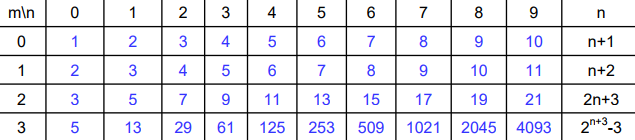 m\n 0 1 2 3 4 5 6 7 8 9 n
0 1 2 3 4 5 6 7 8 9 10 n+1
1 2 3 4 5 6 7 8 9 10 11 n+2
2 3 5 7 9 11 13 15 17 19 21 2n+3
3 5 13 29 61 125 253 509 1021 2045 4093 2ⁿ⁺³-3